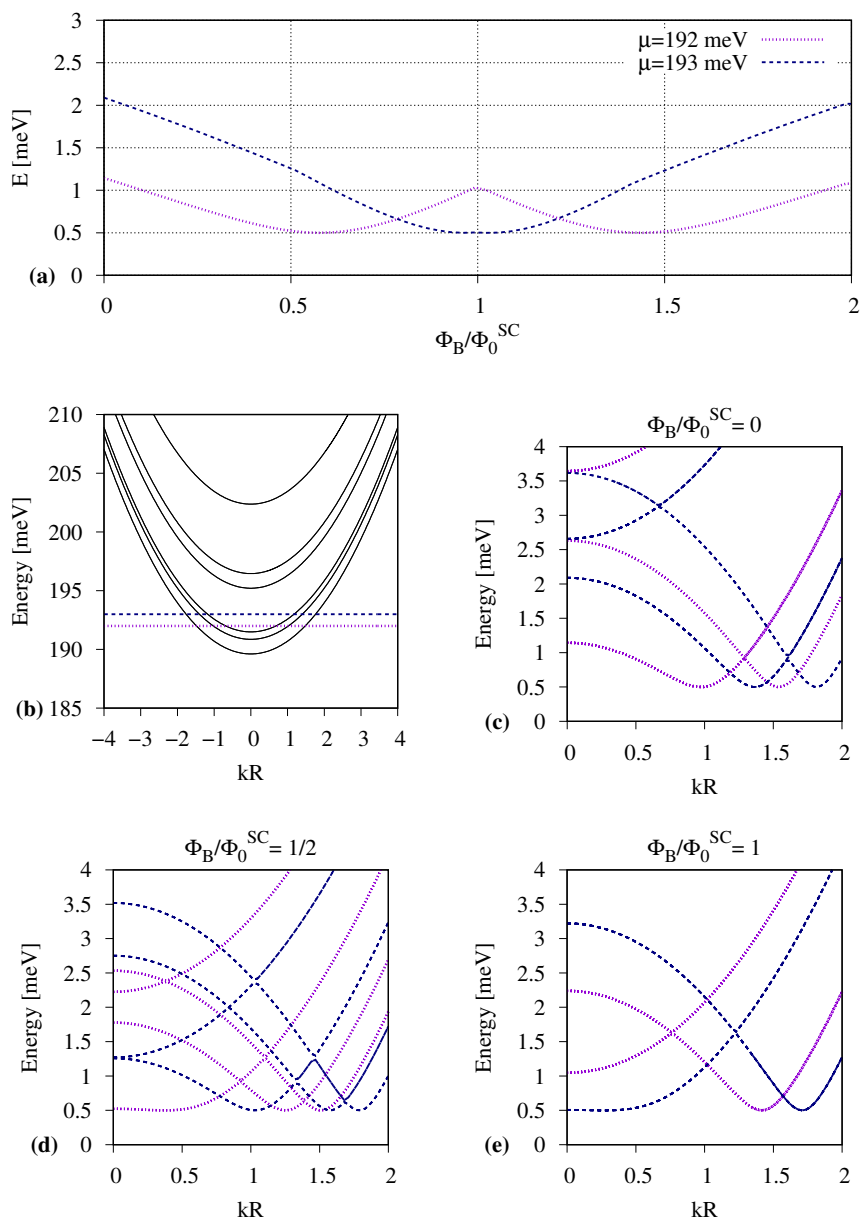 μ=192 meV
μ=193 meV
E [meV]
3
2.5
2
1.5
1
0.5
0
(a)
0 0.5 1 1.5 2
Φ_B/Φ_0^SC
Energy [meV]
210
205
200
195
190
185
(b)
−4 −3 −2 −1 0 1 2 3 4
kR
Φ_B/Φ_0^SC= 0
Energy [meV]
4
3.5
3
2.5
2
1.5
1
0.5
0
(c)
0 0.5 1 1.5 2
kR
Φ_B/Φ_0^SC= 1/2
Energy [meV]
4
3.5
3
2.5
2
1.5
1
0.5
0
(d)
0 0.5 1 1.5 2
kR
Φ_B/Φ_0^SC= 1
Energy [meV]
4
3.5
3
2.5
2
1.5
1
0.5
0
(e)
0 0.5 1 1.5 2
kR